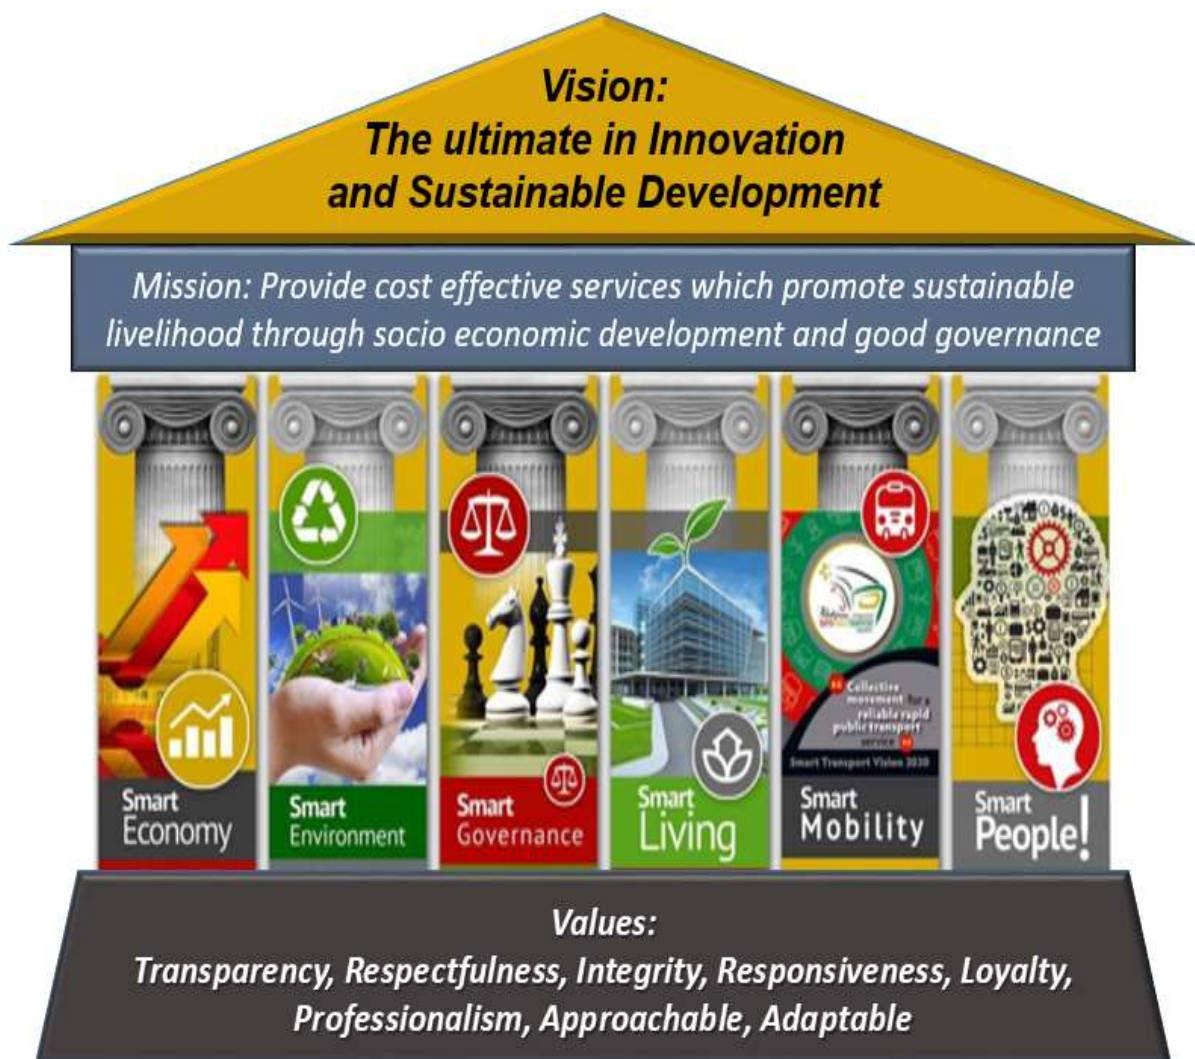 Vision:
The ultimate in Innovation
and Sustainable Development
Mission: Provide cost effective services which promote sustainable
livelihood through socio economic development and good governance
Smart
Economy
Smart
Environment
Smart
Governance
Smart
Living
Collective
movement for a
reliable rapid
public transport
service
Smart Transport Vision 2030
Smart
Mobility
Smart
People!
Values:
Transparency, Respectfulness, Integrity, Responsiveness, Loyalty,
Professionalism, Approachable, Adaptable